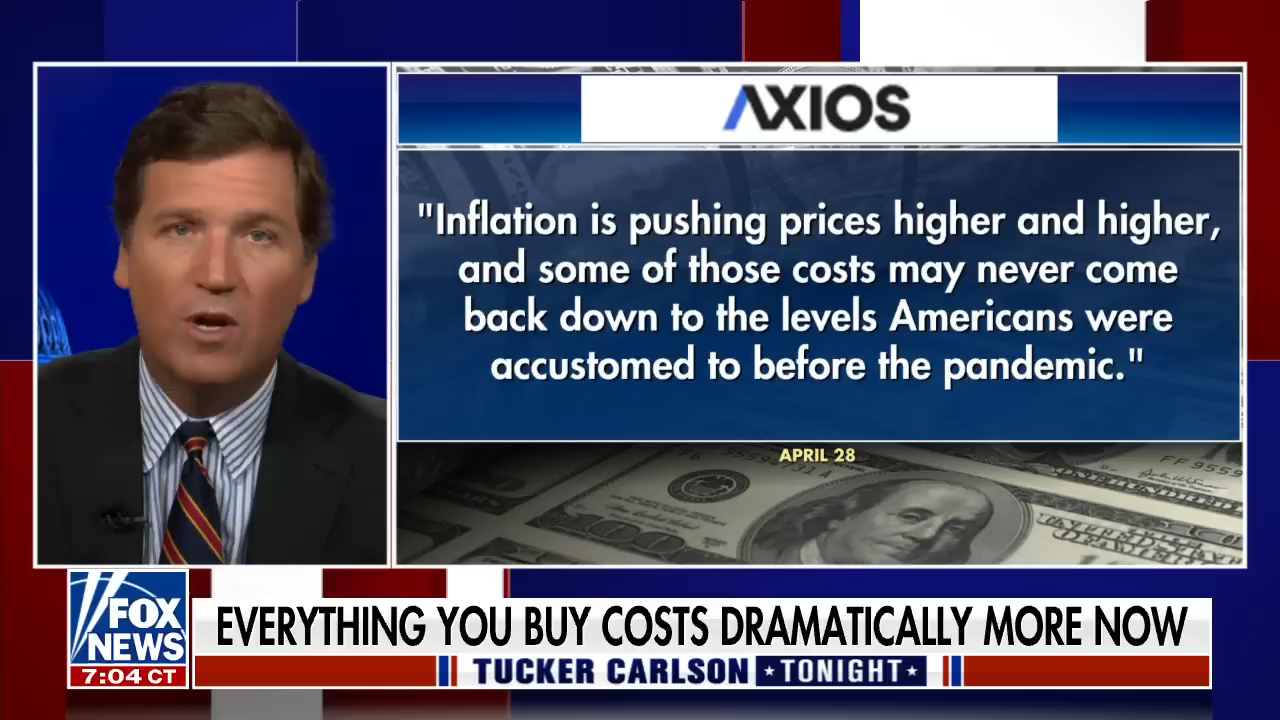 AXIOS
"Inflation is pushing prices higher and higher,
and some of those costs may never come
back down to the levels Americans were
accustomed to before the pandemic."
APRIL 28
FOX
NEWS
7:04 CT
EVERYTHING YOU BUY COSTS DRAMATICALLY MORE NOW
TUCKER CARLSON TONIGHT